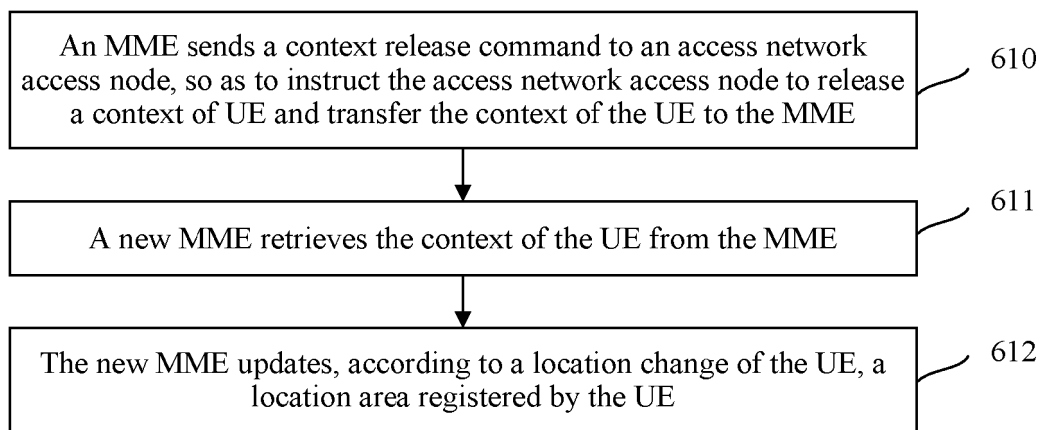 An MME sends a context release command to an access network
access node, so as to instruct the access network access node to release
a context of UE and transfer the context of the UE to the MME
610
A new MME retrieves the context of the UE from the MME
611
The new MME updates, according to a location change of the UE, a
location area registered by the UE
612